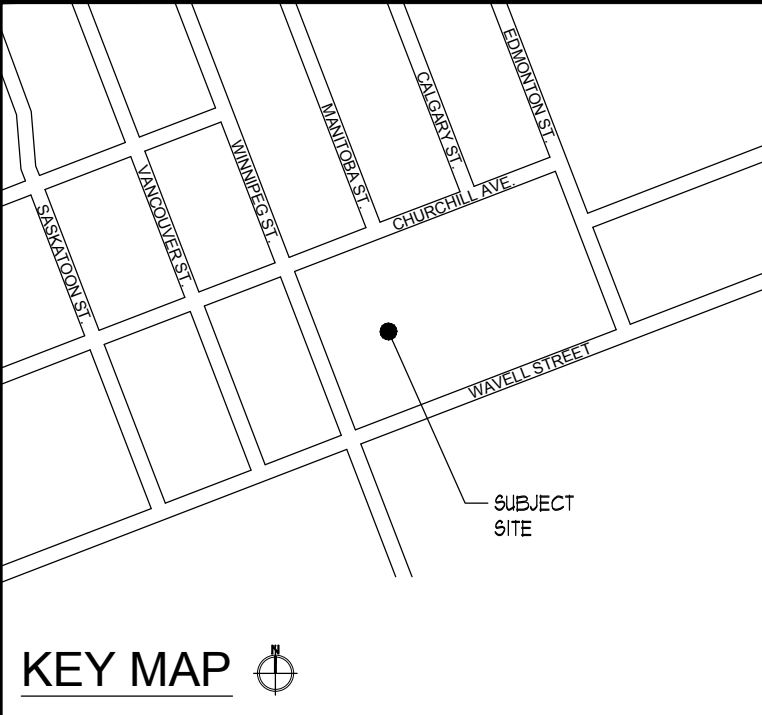 EDMONTON ST.
CALGARY ST.
MANITOBA ST.
WINNIPEG ST.
VANCOUVER ST.
SASKATOON ST.
CHURCHILL AVE.
WAVELL STREET
SUBJECT
SITE
KEY MAP
N